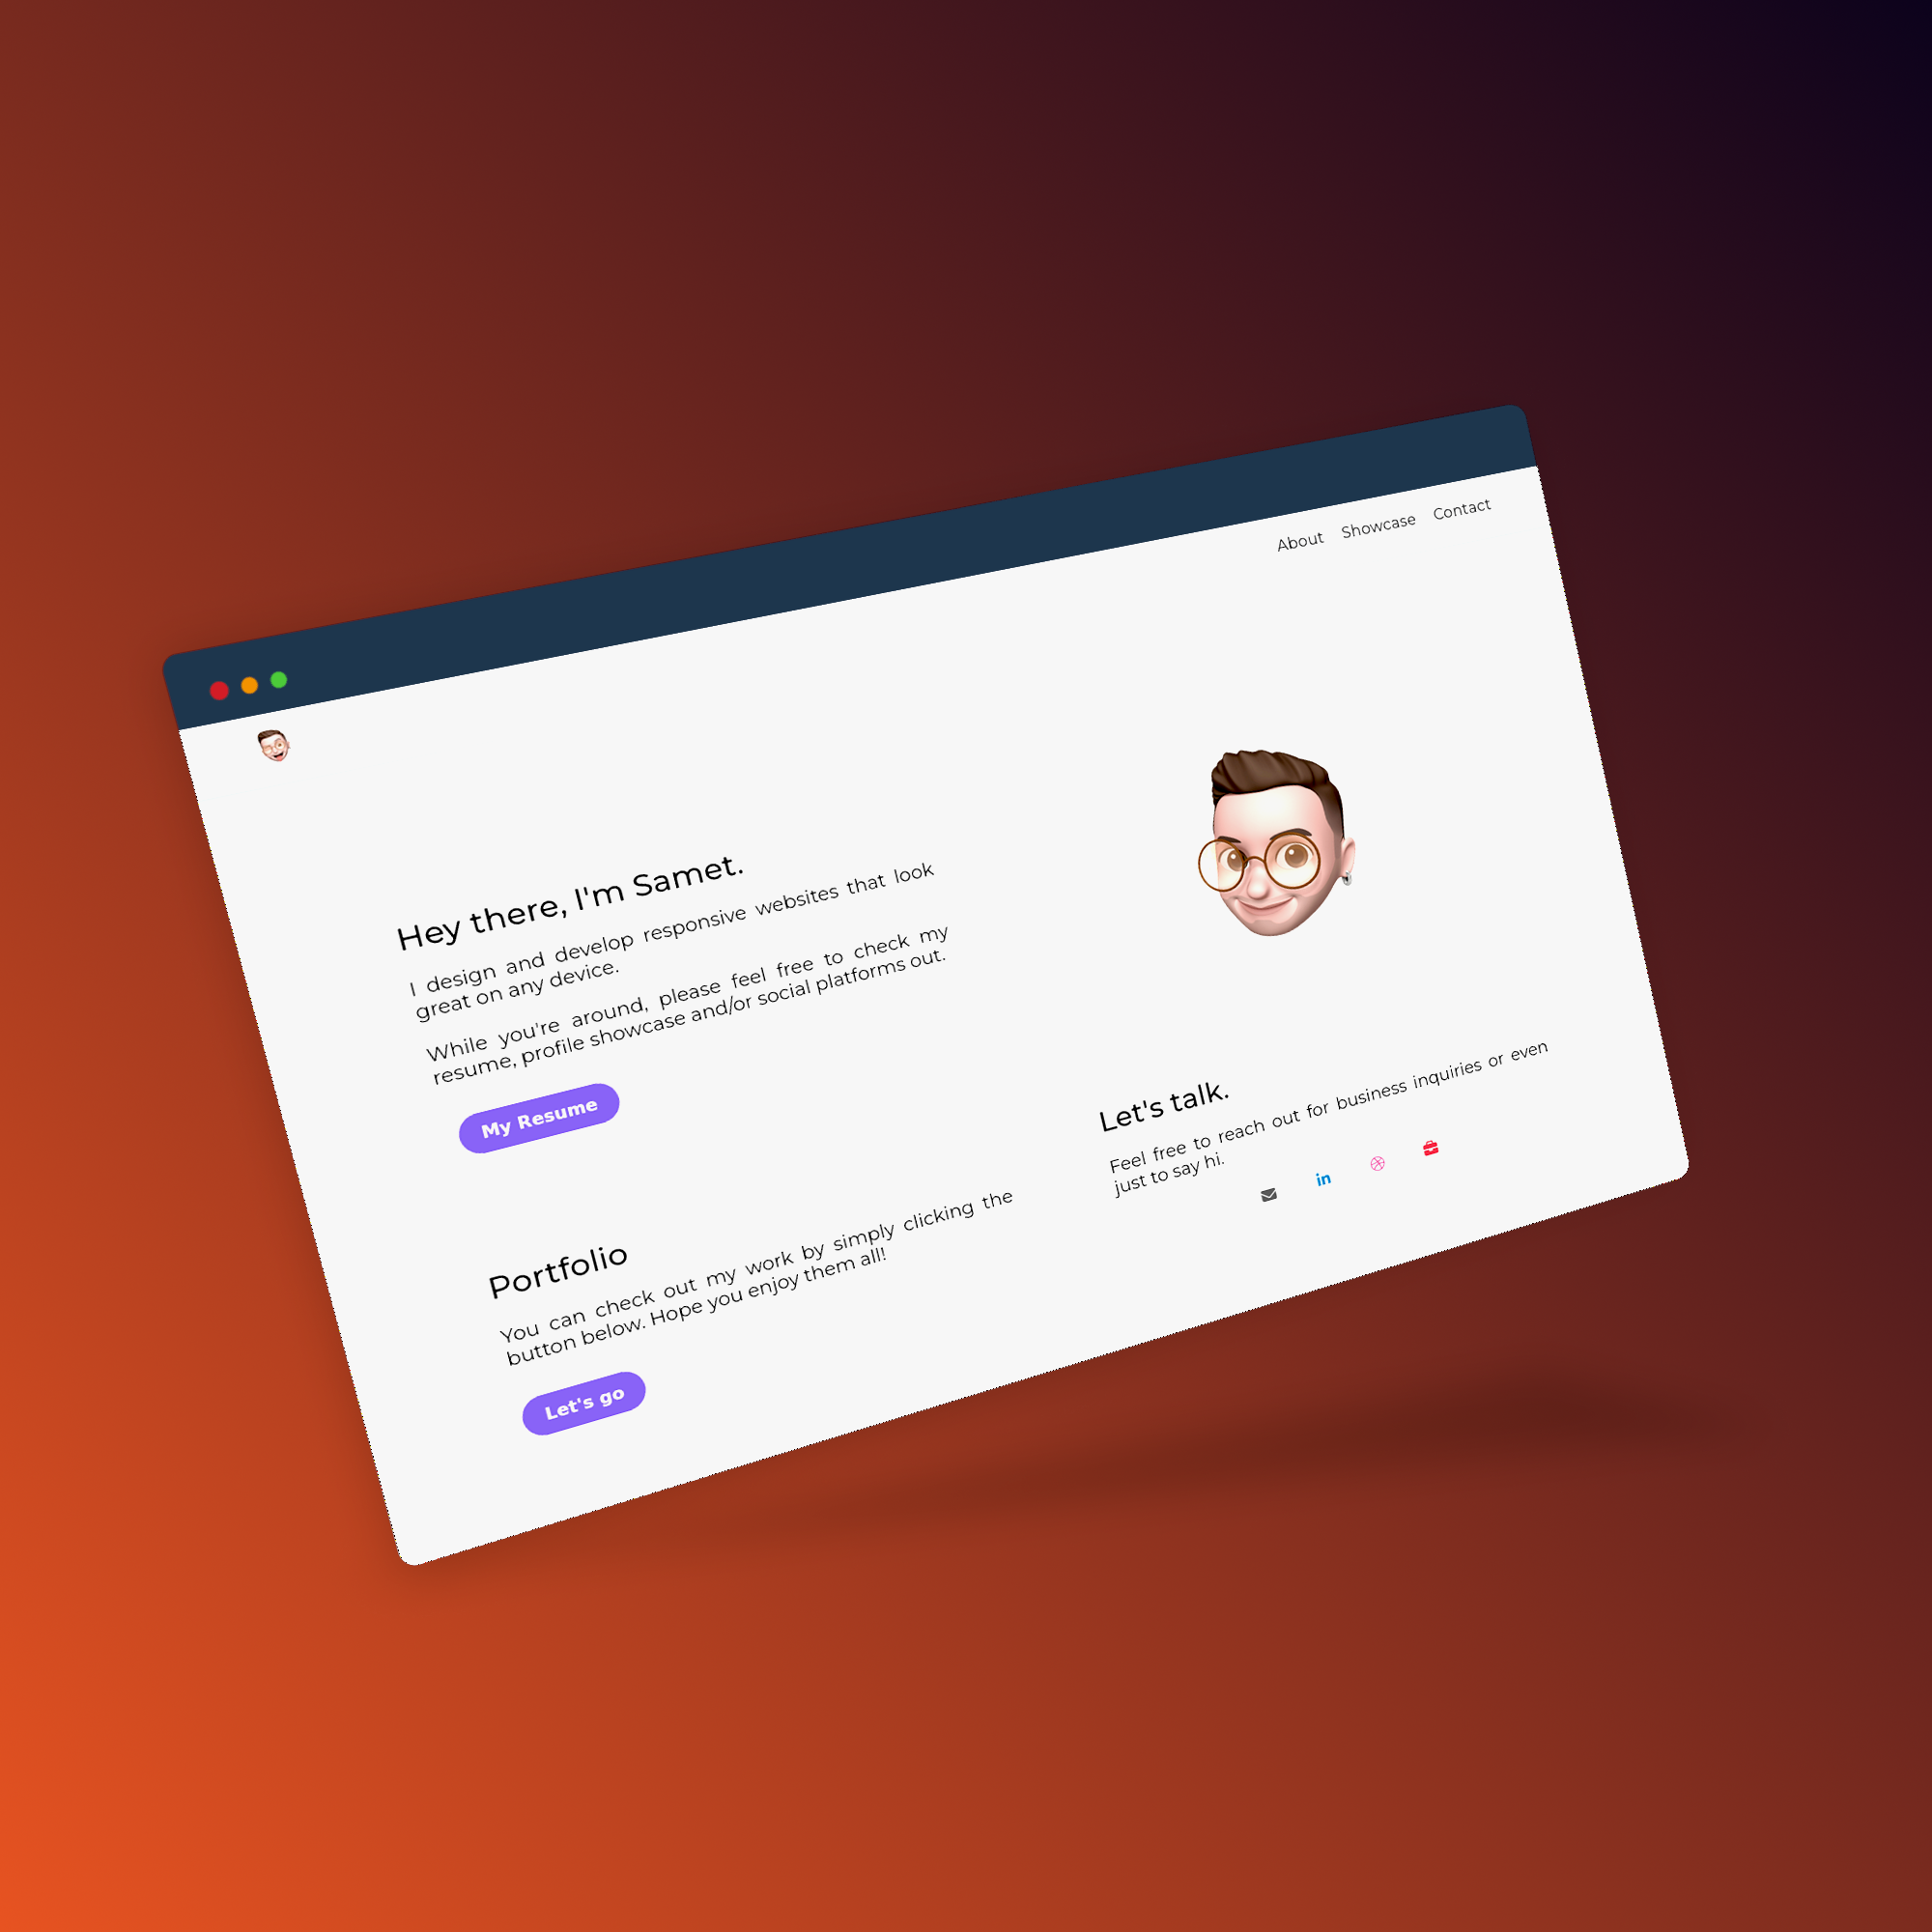 About Showcase Contact
Hey there, I'm Samet.
I design and develop responsive websites that look
great on any device.
While you're around, please feel free to check my
resume, profile showcase and/or social platforms out.
My Resume
Portfolio
You can check out my work by simply clicking the
button below. Hope you enjoy them all!
Let's go
Let's talk.
Feel free to reach out for business inquiries or even
just to say hi.
in